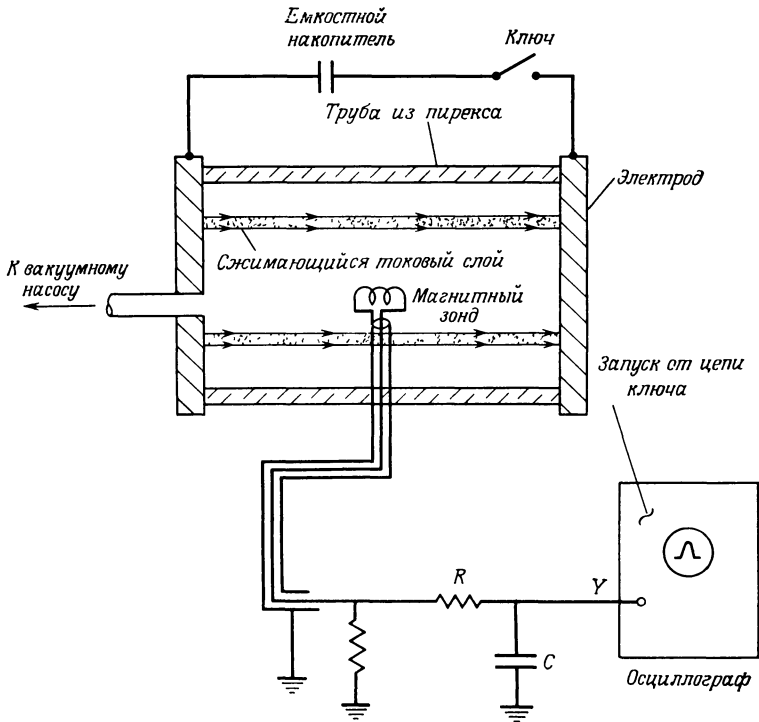 Емкостной
накопитель
Ключ
Труба из пирекса
Электрод
Сжимающийся токовый слой
К вакуумному
насосу
Магнитный
зонд
Запуск от цепи
ключа
R
Y
C
Осциллограф